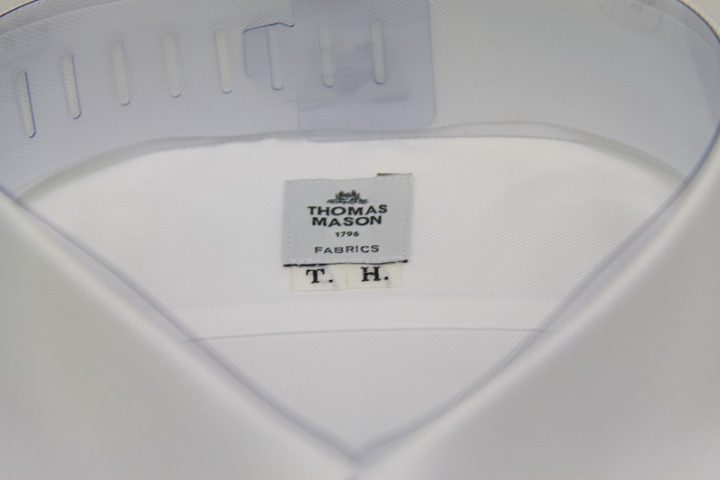 THOMAS
MASON
1796
FABRICS
T. H.